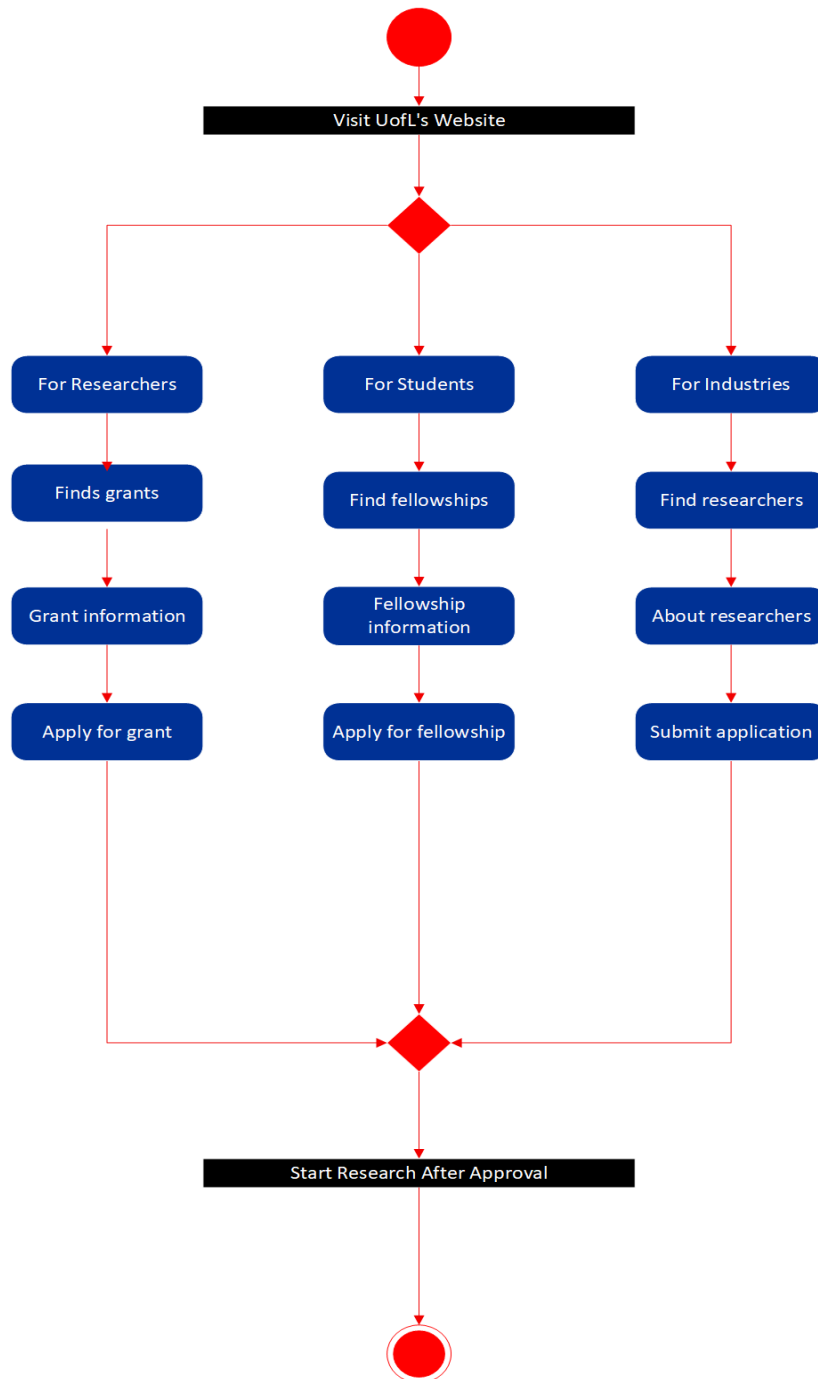 Visit UofL's Website
For Researchers
For Students
For Industries
Finds grants
Find fellowships
Find researchers
Grant information
Fellowship
information
About researchers
Apply for grant
Apply for fellowship
Submit application
Start Research After Approval